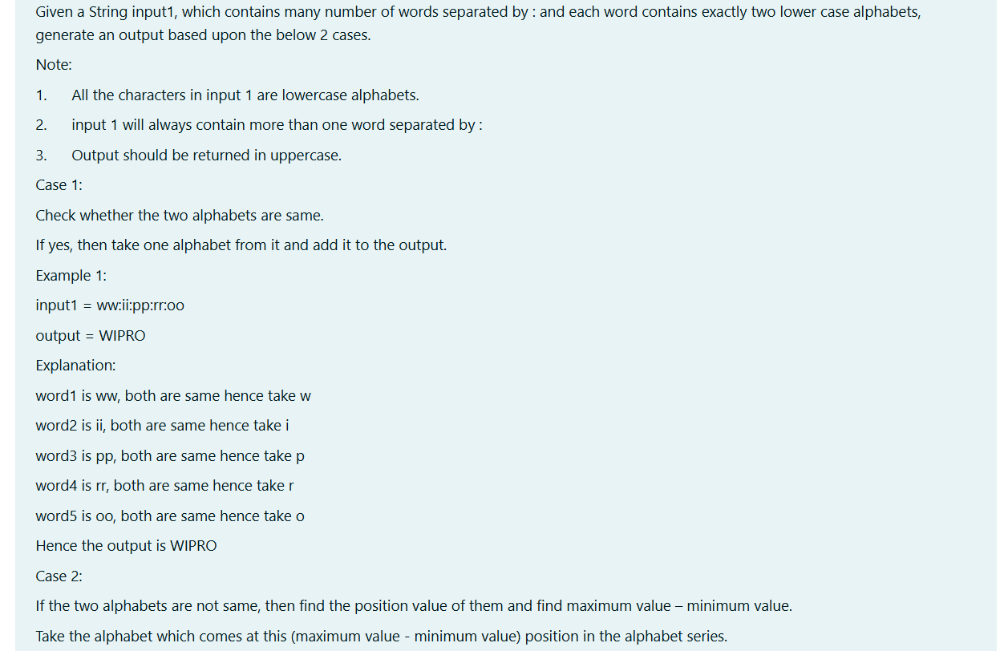 Given a String input1, which contains many number of words separated by : and each word contains exactly two lower case alphabets,
generate an output based upon the below 2 cases.
Note:
1. All the characters in input 1 are lowercase alphabets.
2. input 1 will always contain more than one word separated by :
3. Output should be returned in uppercase.
Case 1:
Check whether the two alphabets are same.
If yes, then take one alphabet from it and add it to the output.
Example 1:
input1 = ww:ii:pp:rr:oo
output = WIPRO
Explanation:
word1 is ww, both are same hence take w
word2 is ii, both are same hence take i
word3 is pp, both are same hence take p
word4 is rr, both are same hence take r
word5 is oo, both are same hence take o
Hence the output is WIPRO
Case 2:
If the two alphabets are not same, then find the position value of them and find maximum value – minimum value.
Take the alphabet which comes at this (maximum value - minimum value) position in the alphabet series.